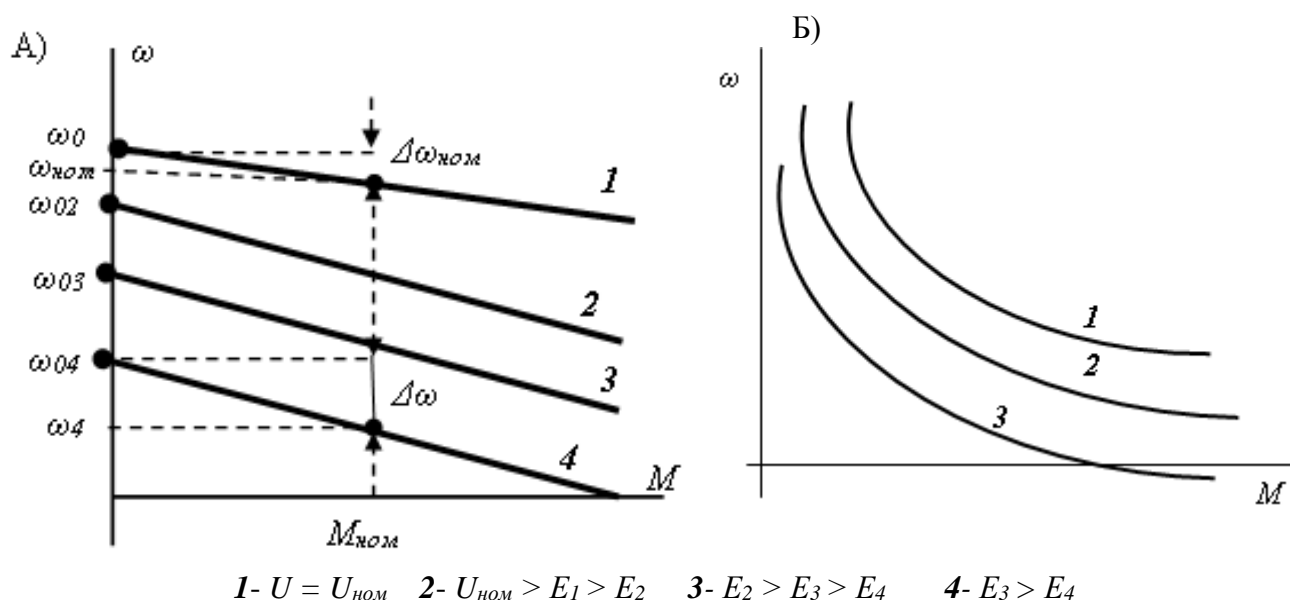 А)
Б)
ω
ω
ω0
Δωном
ωном
1
ω02
ω03
2
1
2
ω04
3
3
Δω
ω4
4
M
M
Mном
1- U = Uном 2- Uном > E1 > E2 3- E2 > E3 > E4 4- E3 > E4